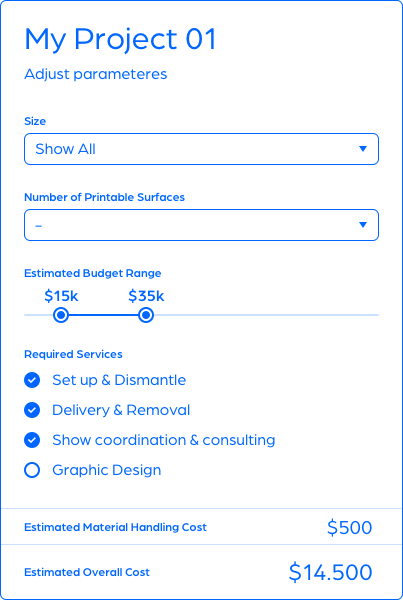 My Project 01
Adjust parameteres
Size
Show All
Number of Printable Surfaces
-
Estimated Budget Range
$15k $35k
Required Services
Set up & Dismantle
Delivery & Removal
Show coordination & consulting
Graphic Design
Estimated Material Handling Cost $500
Estimated Overall Cost $14.500